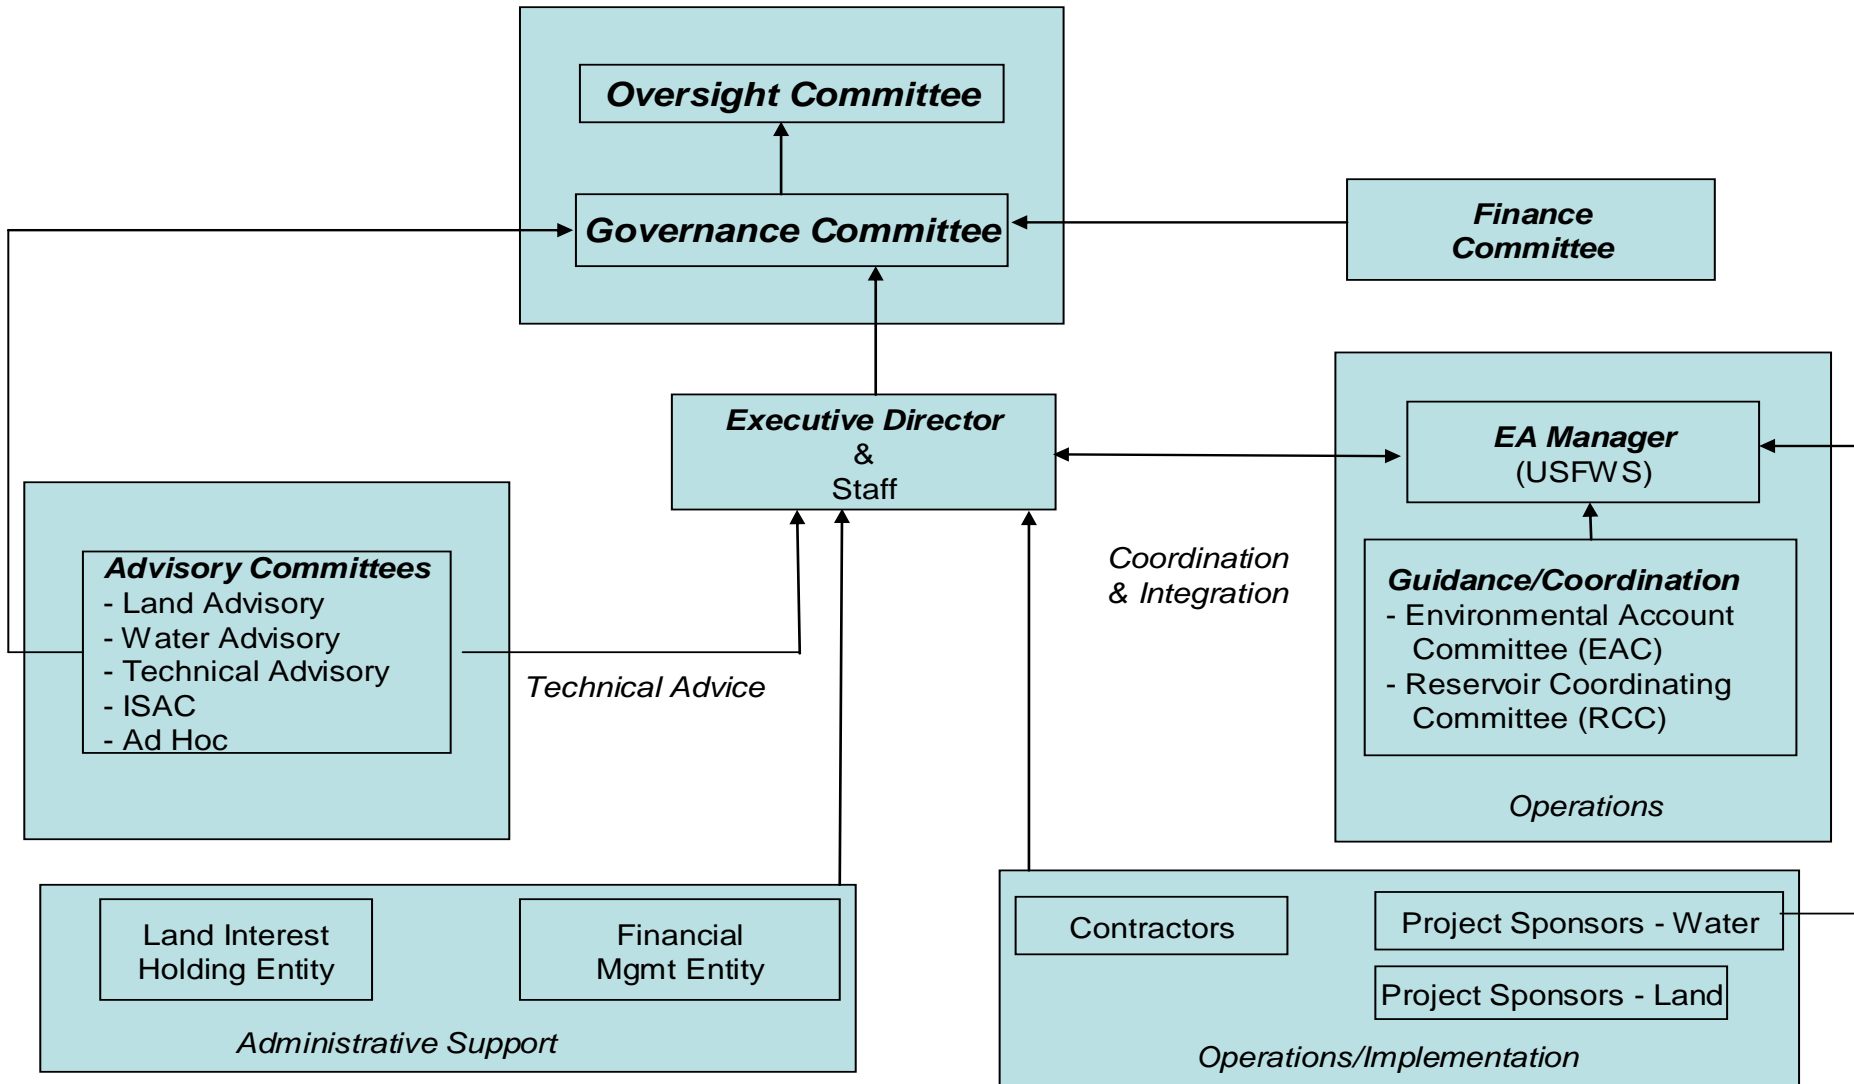 Oversight Committee
Governance Committee
Finance
Committee
Executive Director
&
Staff
EA Manager
(USFWS)
Coordination
& Integration
Guidance/Coordination
- Environmental Account
Committee (EAC)
- Reservoir Coordinating
Committee (RCC)
Operations
Advisory Committees
- Land Advisory
- Water Advisory
- Technical Advisory
- ISAC
- Ad Hoc
Technical Advice
Land Interest
Holding Entity
Financial
Mgmt Entity
Administrative Support
Contractors
Project Sponsors - Water
Project Sponsors - Land
Operations/Implementation